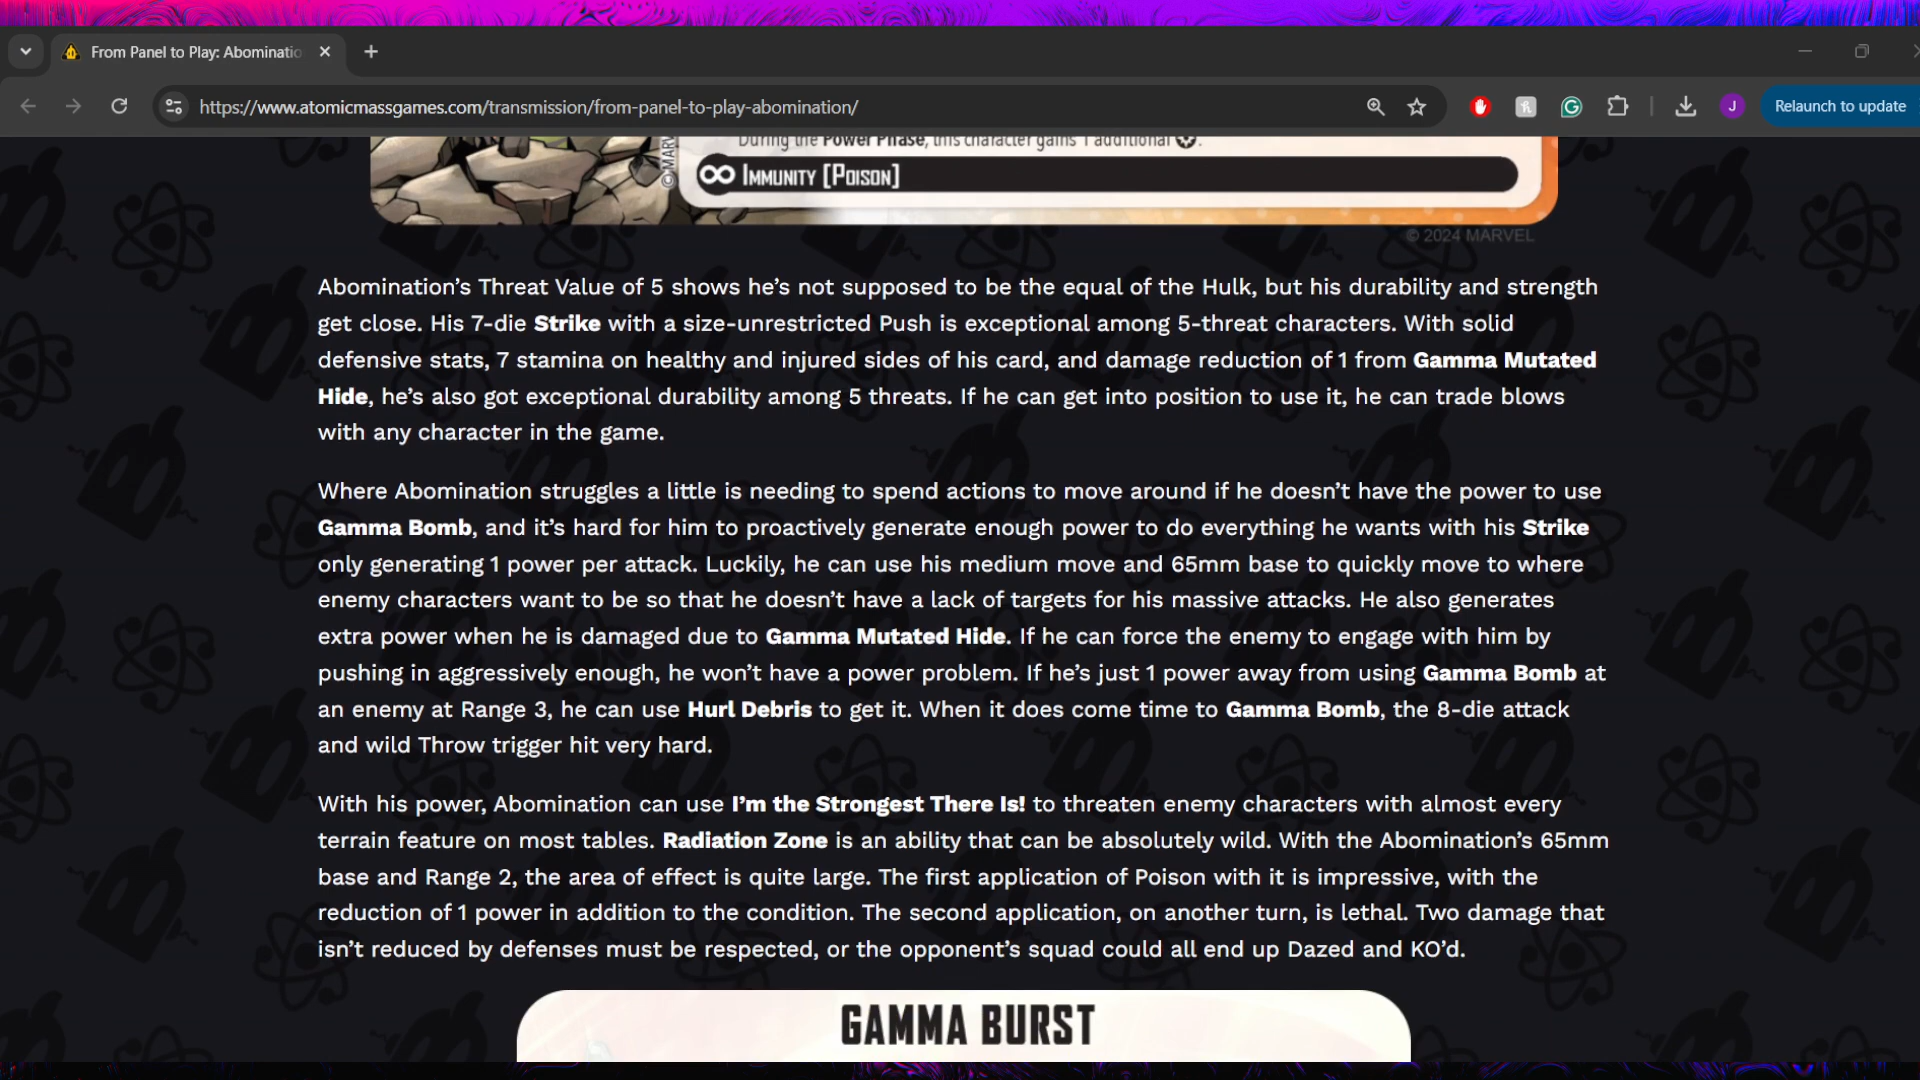 From Panel to Play: Abominatio
https://www.atomicmassgames.com/transmission/from-panel-to-play-abomination/
J
Relaunch to update
© MARV
During the Power Phase, this character gains 1 additional
Immunity [Poison]
© 2024 MARVEL
Abomination’s Threat Value of 5 shows he’s not supposed to be the equal of the Hulk, but his durability and strength
get close. His 7-die Strike with a size-unrestricted Push is exceptional among 5-threat characters. With solid
defensive stats, 7 stamina on healthy and injured sides of his card, and damage reduction of 1 from Gamma Mutated
Hide, he’s also got exceptional durability among 5 threats. If he can get into position to use it, he can trade blows
with any character in the game.
Where Abomination struggles a little is needing to spend actions to move around if he doesn’t have the power to use
Gamma Bomb, and it’s hard for him to proactively generate enough power to do everything he wants with his Strike
only generating 1 power per attack. Luckily, he can use his medium move and 65mm base to quickly move to where
enemy characters want to be so that he doesn’t have a lack of targets for his massive attacks. He also generates
extra power when he is damaged due to Gamma Mutated Hide. If he can force the enemy to engage with him by
pushing in aggressively enough, he won’t have a power problem. If he’s just 1 power away from using Gamma Bomb at
an enemy at Range 3, he can use Hurl Debris to get it. When it does come time to Gamma Bomb, the 8-die attack
and wild Throw trigger hit very hard.
With his power, Abomination can use I’m the Strongest There Is! to threaten enemy characters with almost every
terrain feature on most tables. Radiation Zone is an ability that can be absolutely wild. With the Abomination’s 65mm
base and Range 2, the area of effect is quite large. The first application of Poison with it is impressive, with the
reduction of 1 power in addition to the condition. The second application, on another turn, is lethal. Two damage that
isn’t reduced by defenses must be respected, or the opponent’s squad could all end up Dazed and KO’d.
GAMMA BURST